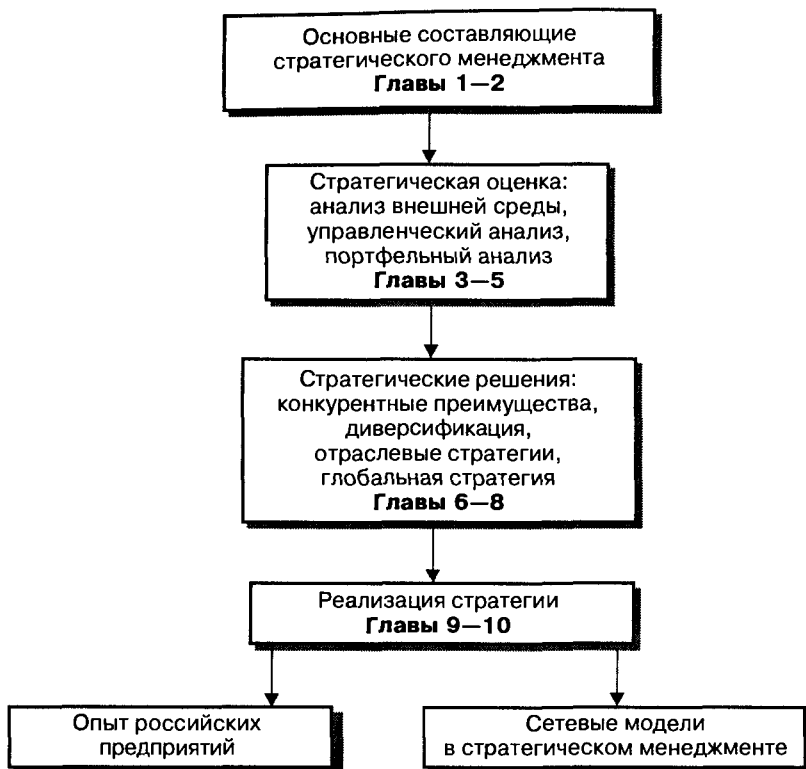 Основные составляющие
стратегического менеджмента
Главы 1—2
Стратегическая оценка:
анализ внешней среды,
управленческий анализ,
портфельный анализ
Главы 3—5
Стратегические решения:
конкурентные преимущества,
диверсификация,
отраслевые стратегии,
глобальная стратегия
Главы 6—8
Реализация стратегии
Главы 9—10
Опыт российских
предприятий
Сетевые модели
в стратегическом менеджменте